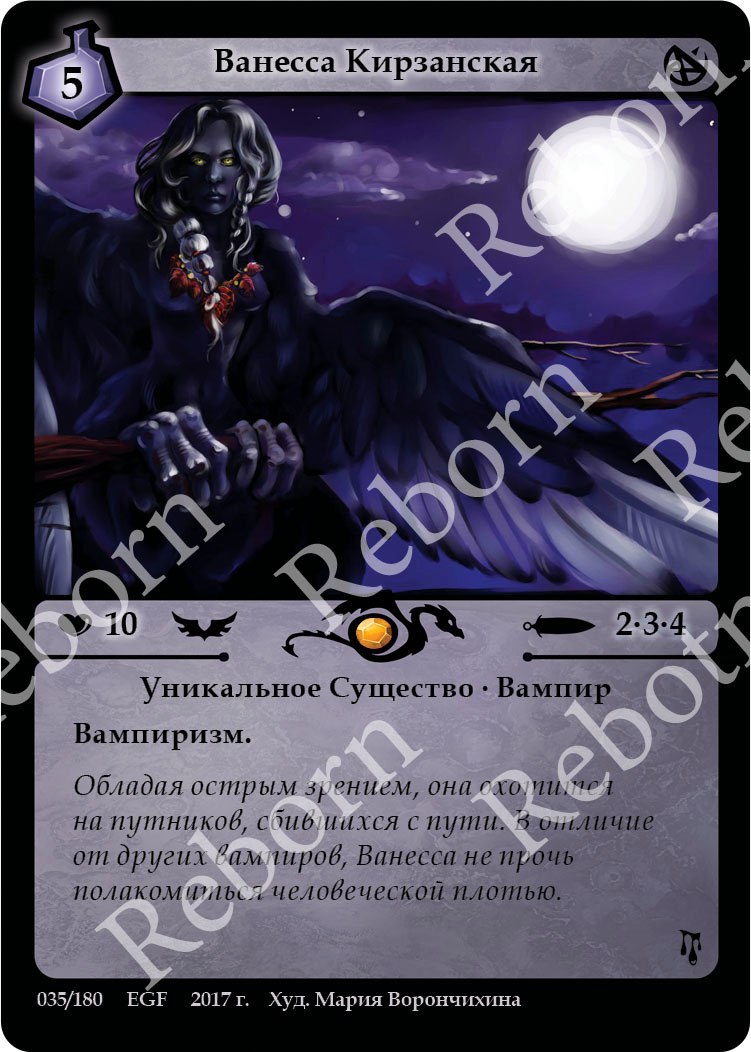 5
Ванесса Кирзанская
10
2·3·4
Уникальное Существо · Вампир
Вампиризм.
Обладая острым зрением, она охотится
на путников, сбившихся с пути. В отличие
от других вампиров, Ванесса не прочь
полакомиться человеческой плотью.
035/180 EGF 2017 г. Худ. Мария Ворончихина
Reborn
Reborn
Reborn
Reborn